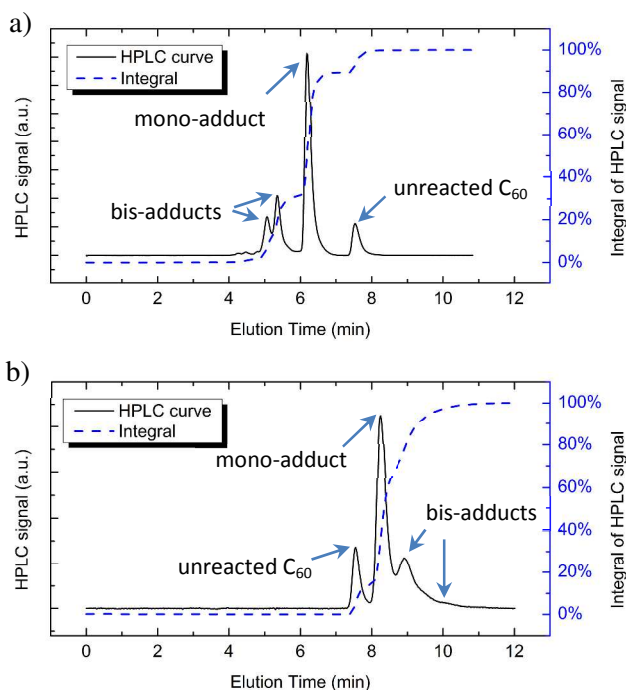 a)
HPLC curve
Integral
mono-adduct
bis-adducts
unreacted C60
HPLC signal (a.u.)
Integral of HPLC signal
100%
80%
60%
40%
20%
0%
0 2 4 6 8 10 12
Elution Time (min)
b)
HPLC curve
Integral
mono-adduct
bis-adducts
unreacted C60
HPLC signal (a.u.)
Integral of HPLC signal
100%
80%
60%
40%
20%
0%
0 2 4 6 8 10 12
Elution Time (min)